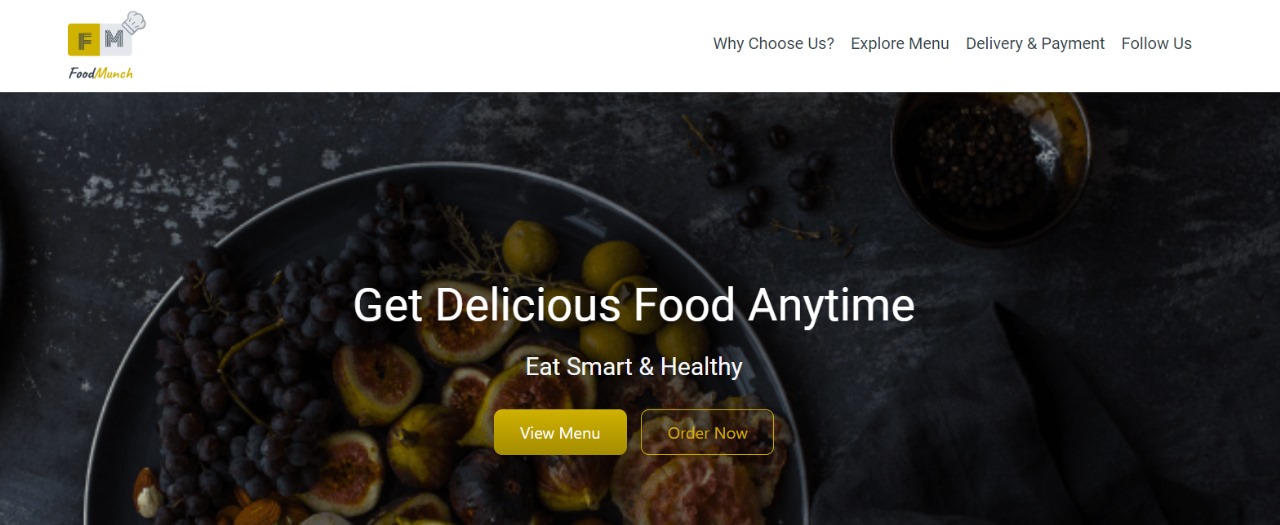 F M
FoodMunch
Why Choose Us? Explore Menu Delivery & Payment Follow Us
Get Delicious Food Anytime
Eat Smart & Healthy
View Menu Order Now